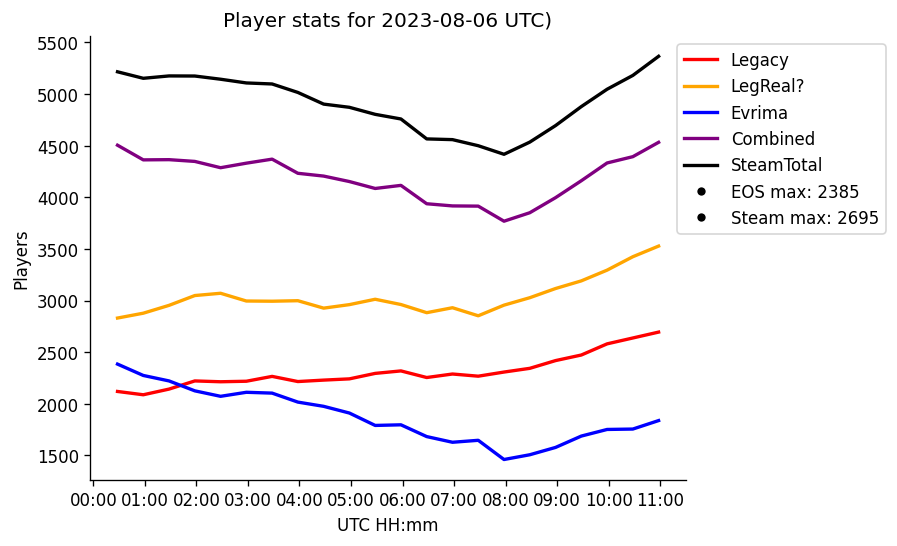 Player stats for 2023-08-06 UTC)
5500
5000
4500
4000
3500
3000
2500
2000
1500
Players
00:00 01:00 02:00 03:00 04:00 05:00 06:00 07:00 08:00 09:00 10:00 11:00
UTC HH:mm
Legacy
LegReal?
Evrima
Combined
SteamTotal
EOS max: 2385
Steam max: 2695